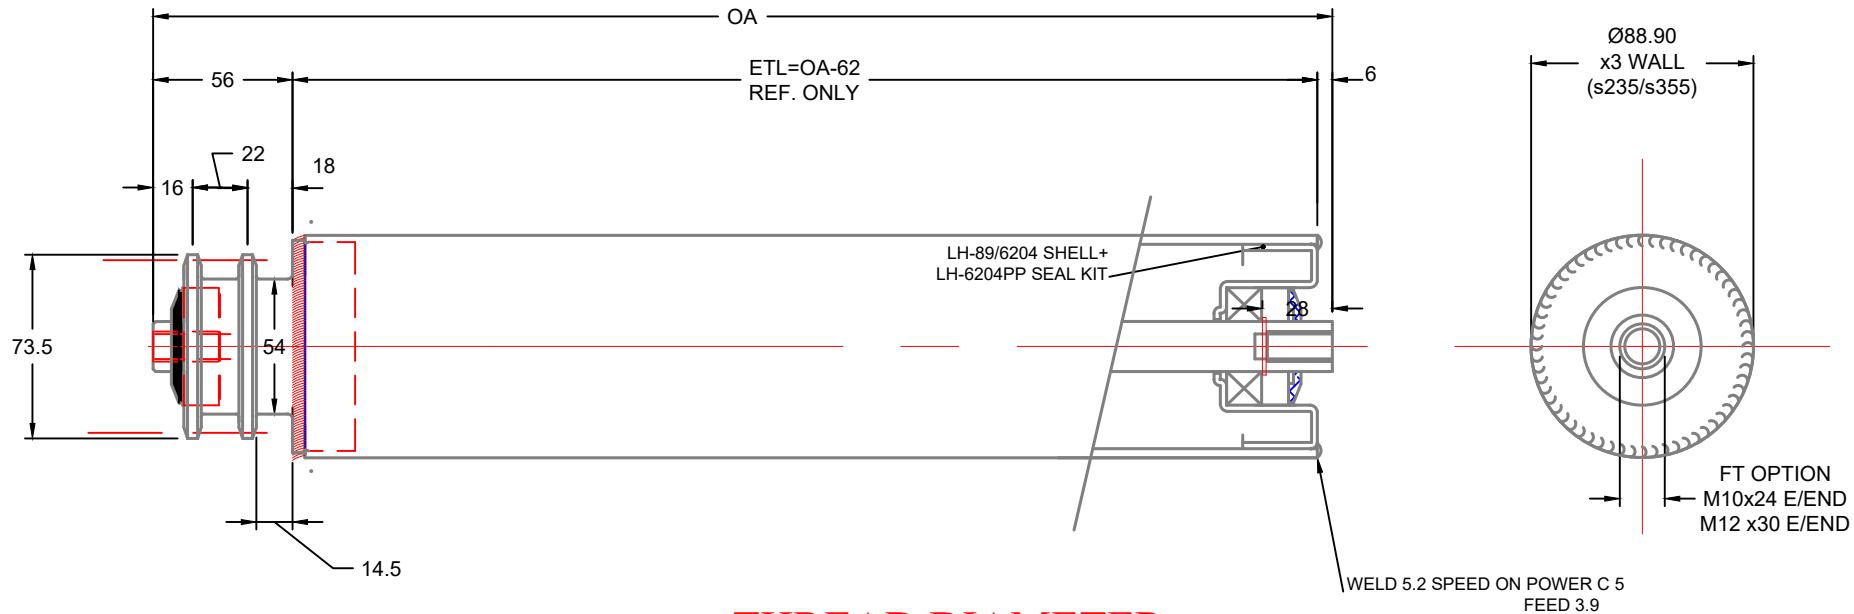 OA
56
ETL=OA-62
REF. ONLY
6
Ø88.90
x3 WALL
(s235/s355)
22
18
16
LH-89/6204 SHELL+
LH-6204PP SEAL KIT
28
73.5
54
FT OPTION
M10x24 E/END
M12 x30 E/END
14.5
WELD 5.2 SPEED ON POWER C 5
FEED 3.9
THREAD DIAMETER